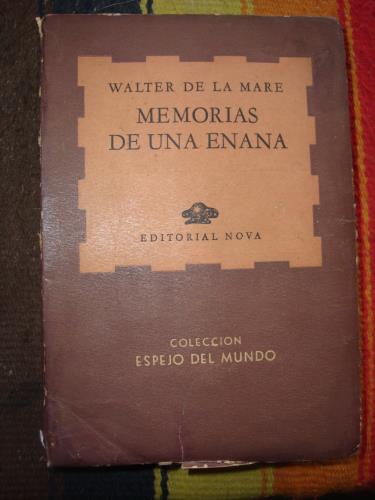 WALTER DE LA MARE
MEMORIAS
DE UNA ENANA
EDITORIAL NOVA
COLECCION
ESPEJO DEL MUNDO